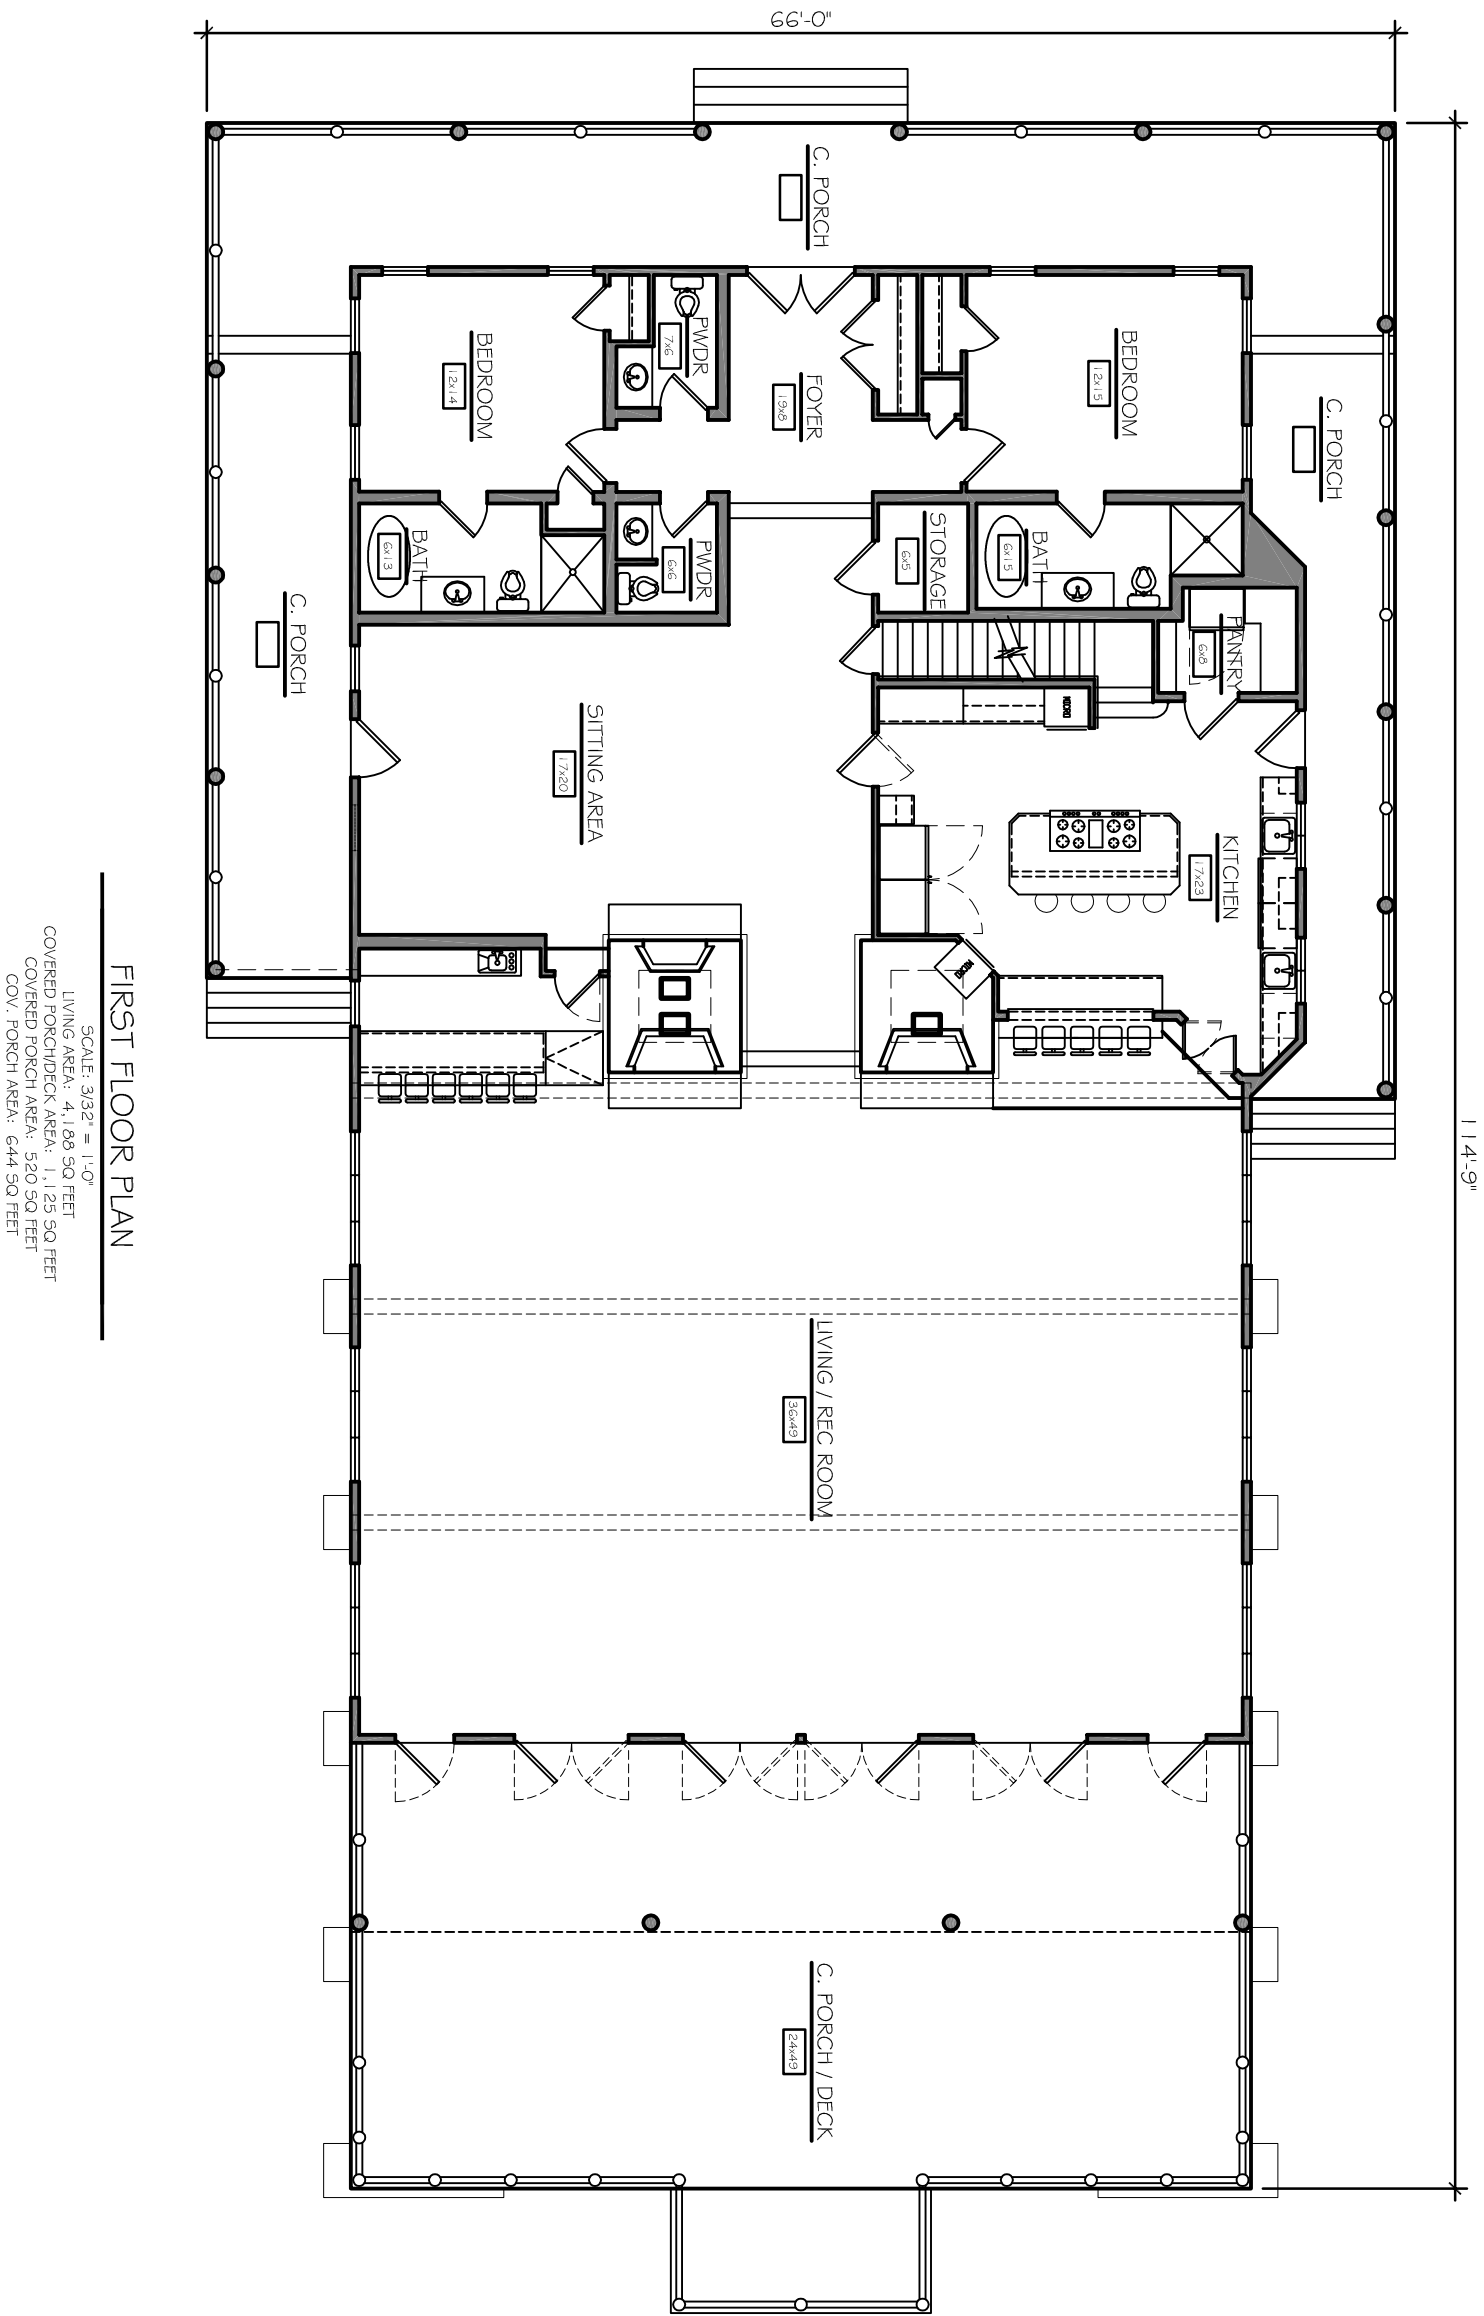 66'-0"
114'-9"
C. PORCH
BEDROOM
12x14
PWDR
7x6
FOYER
19x8
BEDROOM
12x15
C. PORCH
BATH
6x13
PWDR
6x6
STORAGE
6x5
BATH
6x15
PANTRY
6x8
C. PORCH
SITTING AREA
17x20
KITCHEN
17x23
MICRO
MICRO
LIVING / REC ROOM
36x49
C. PORCH / DECK
24x49
FIRST FLOOR PLAN
SCALE: 3/32" = 1'-0"
LIVING AREA: 4,188 SQ FEET
COVERED PORCH/DECK AREA: 1,125 SQ FEET
COVERED PORCH AREA: 520 SQ FEET
COV. PORCH AREA: 644 SQ FEET